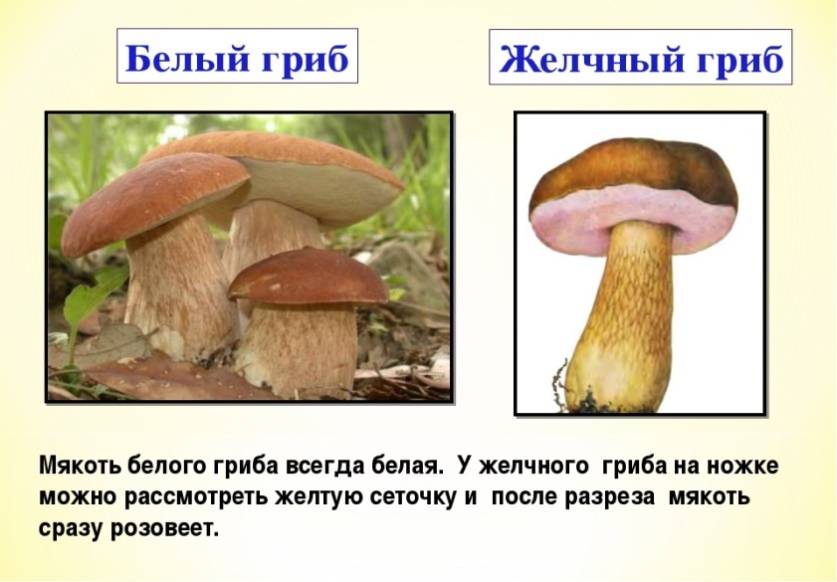 Белый гриб
Желчный гриб
Мякоть белого гриба всегда белая. У желчного гриба на ножке
можно рассмотреть желтую сеточку и после разреза мякоть
сразу розовеет.